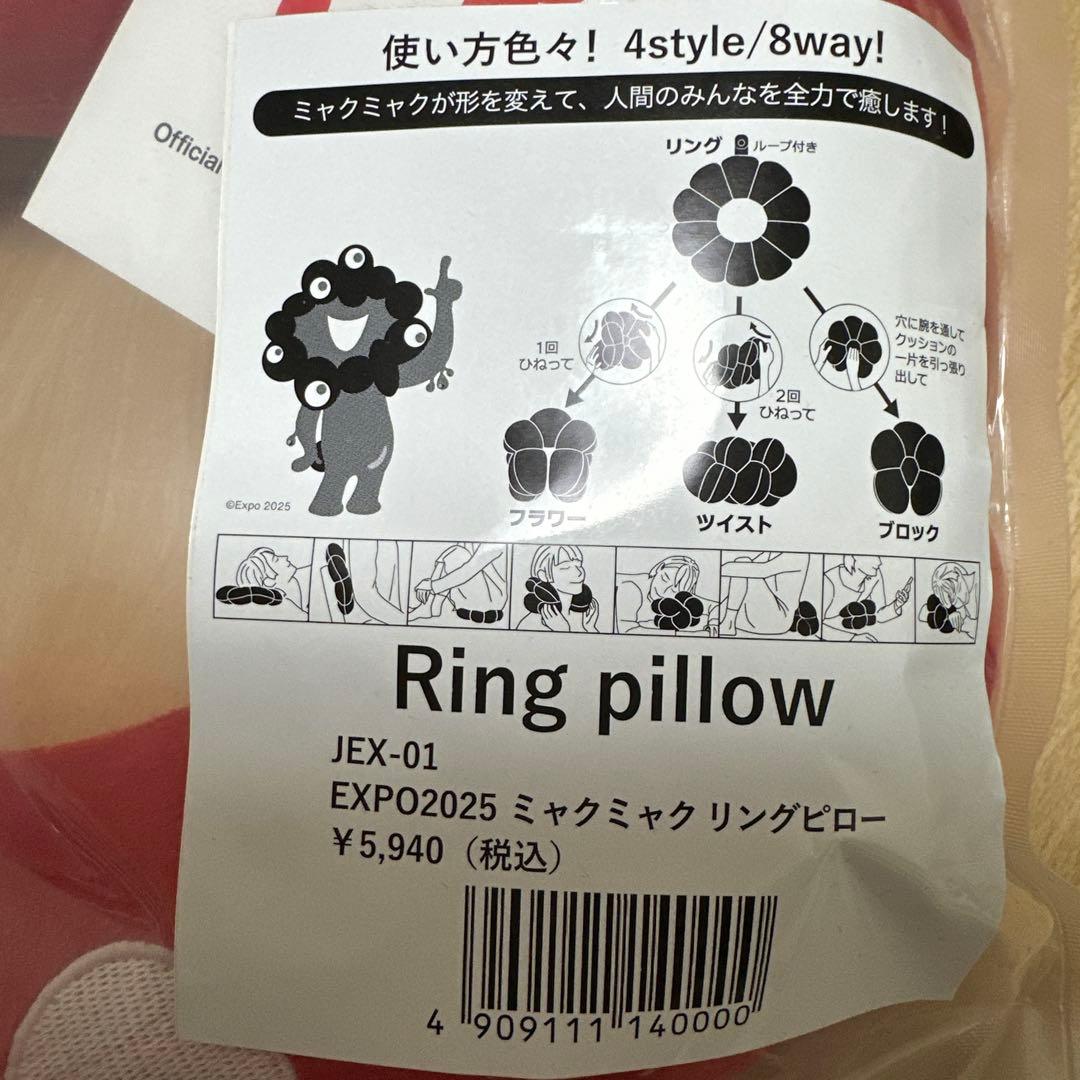 Official
使い方色々！ 4style/8way!
ミャクミャクが形を変えて、人間のみんなを全力で癒します！
リング ループ付き
1回
ひねって
2回
ひねって
穴に腕を通して
クッションの
一片を引っ張り
出して
フラワー
ツイスト
ブロック
©Expo 2025
Ring pillow
JEX-01
EXPO2025 ミャクミャク リングピロー
￥5,940（税込）
4 909111 140000